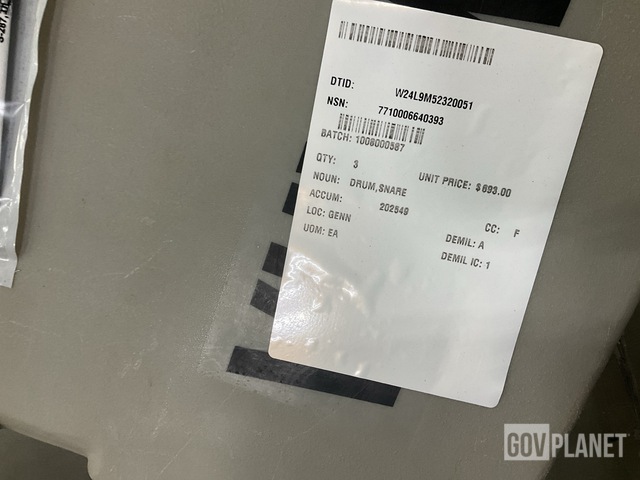 DTID: W24L9M52320051
NSN: 7710006640393
BATCH: 1006000587
QTY: 3
UNIT PRICE: $693.00
NOUN: DRUM,SNARE
ACCUM: 202549
CC: F
LOC: GENN
DEMIL: A
UOM: EA
DEMIL IC: 1
GOVPLANET